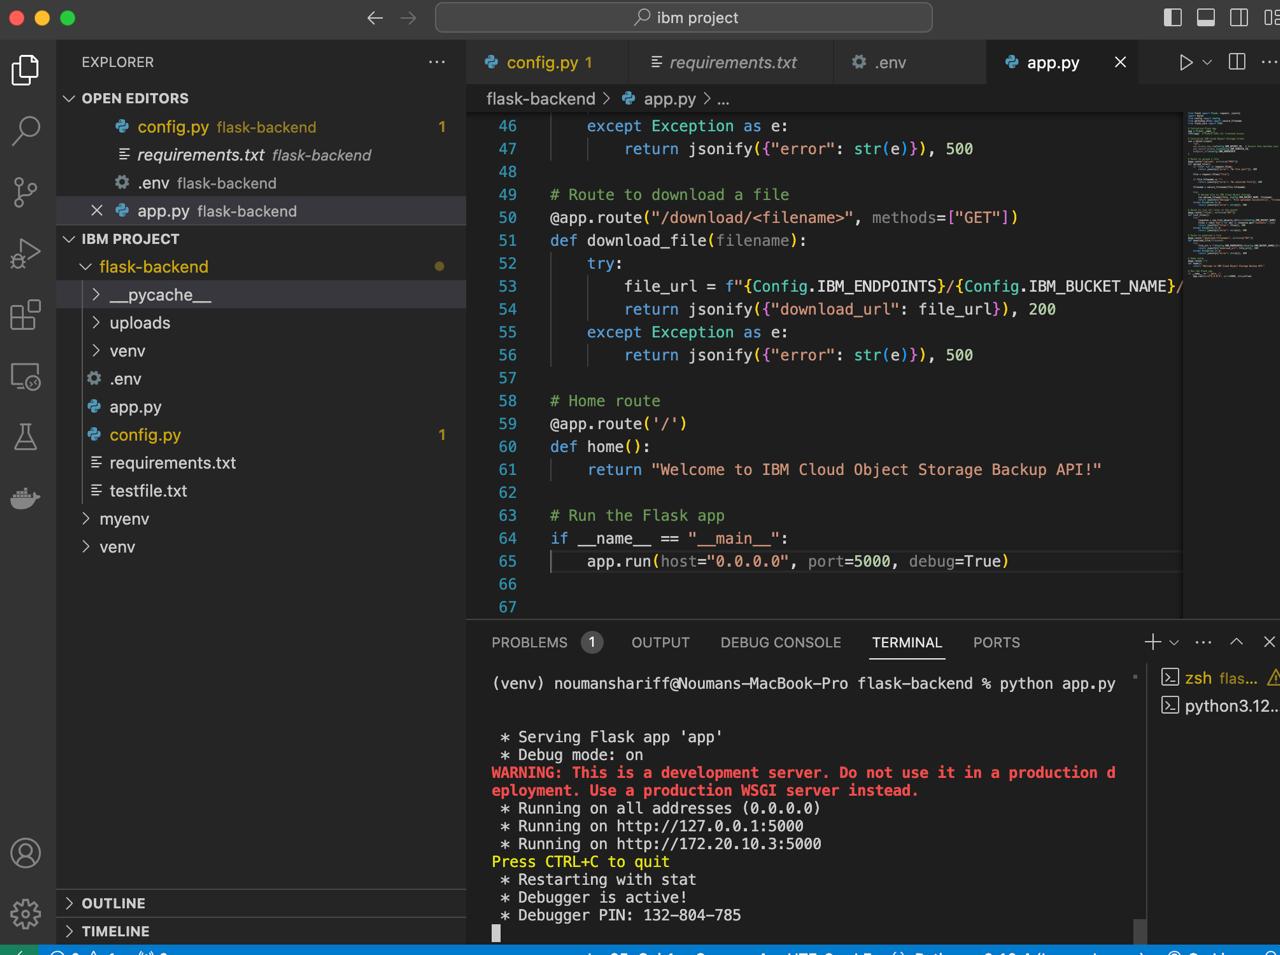 ibm project
EXPLORER
OPEN EDITORS
config.py flask-backend 1
requirements.txt flask-backend
.env flask-backend
app.py flask-backend
IBM PROJECT
flask-backend
__pycache__
uploads
venv
.env
app.py
config.py 1
requirements.txt
testfile.txt
myenv
venv
OUTLINE
TIMELINE
config.py 1 requirements.txt .env app.py
flask-backend > app.py > ...
46 except Exception as e:
47 return jsonify({"error": str(e)}), 500
48
49 # Route to download a file
50 @app.route("/download/<filename>", methods=["GET"])
51 def download_file(filename):
52 try:
53 file_url = f"{Config.IBM_ENDPOINTS}/{Config.IBM_BUCKET_NAME}/
54 return jsonify({"download_url": file_url}), 200
55 except Exception as e:
56 return jsonify({"error": str(e)}), 500
57
58 # Home route
59 @app.route('/')
60 def home():
61 return "Welcome to IBM Cloud Object Storage Backup API!"
62
63 # Run the Flask app
64 if __name__ == "__main__":
65 app.run(host="0.0.0.0", port=5000, debug=True)
66
67
PROBLEMS 1 OUTPUT DEBUG CONSOLE TERMINAL PORTS
(venv) noumanshariff@Noumans-MacBook-Pro flask-backend % python app.py
* Serving Flask app 'app'
* Debug mode: on
WARNING: This is a development server. Do not use it in a production d
eployment. Use a production WSGI server instead.
* Running on all addresses (0.0.0.0)
* Running on http://127.0.0.1:5000
* Running on http://172.20.10.3:5000
Press CTRL+C to quit
* Restarting with stat
* Debugger is active!
* Debugger PIN: 132-804-785
zsh flas...
python3.12...